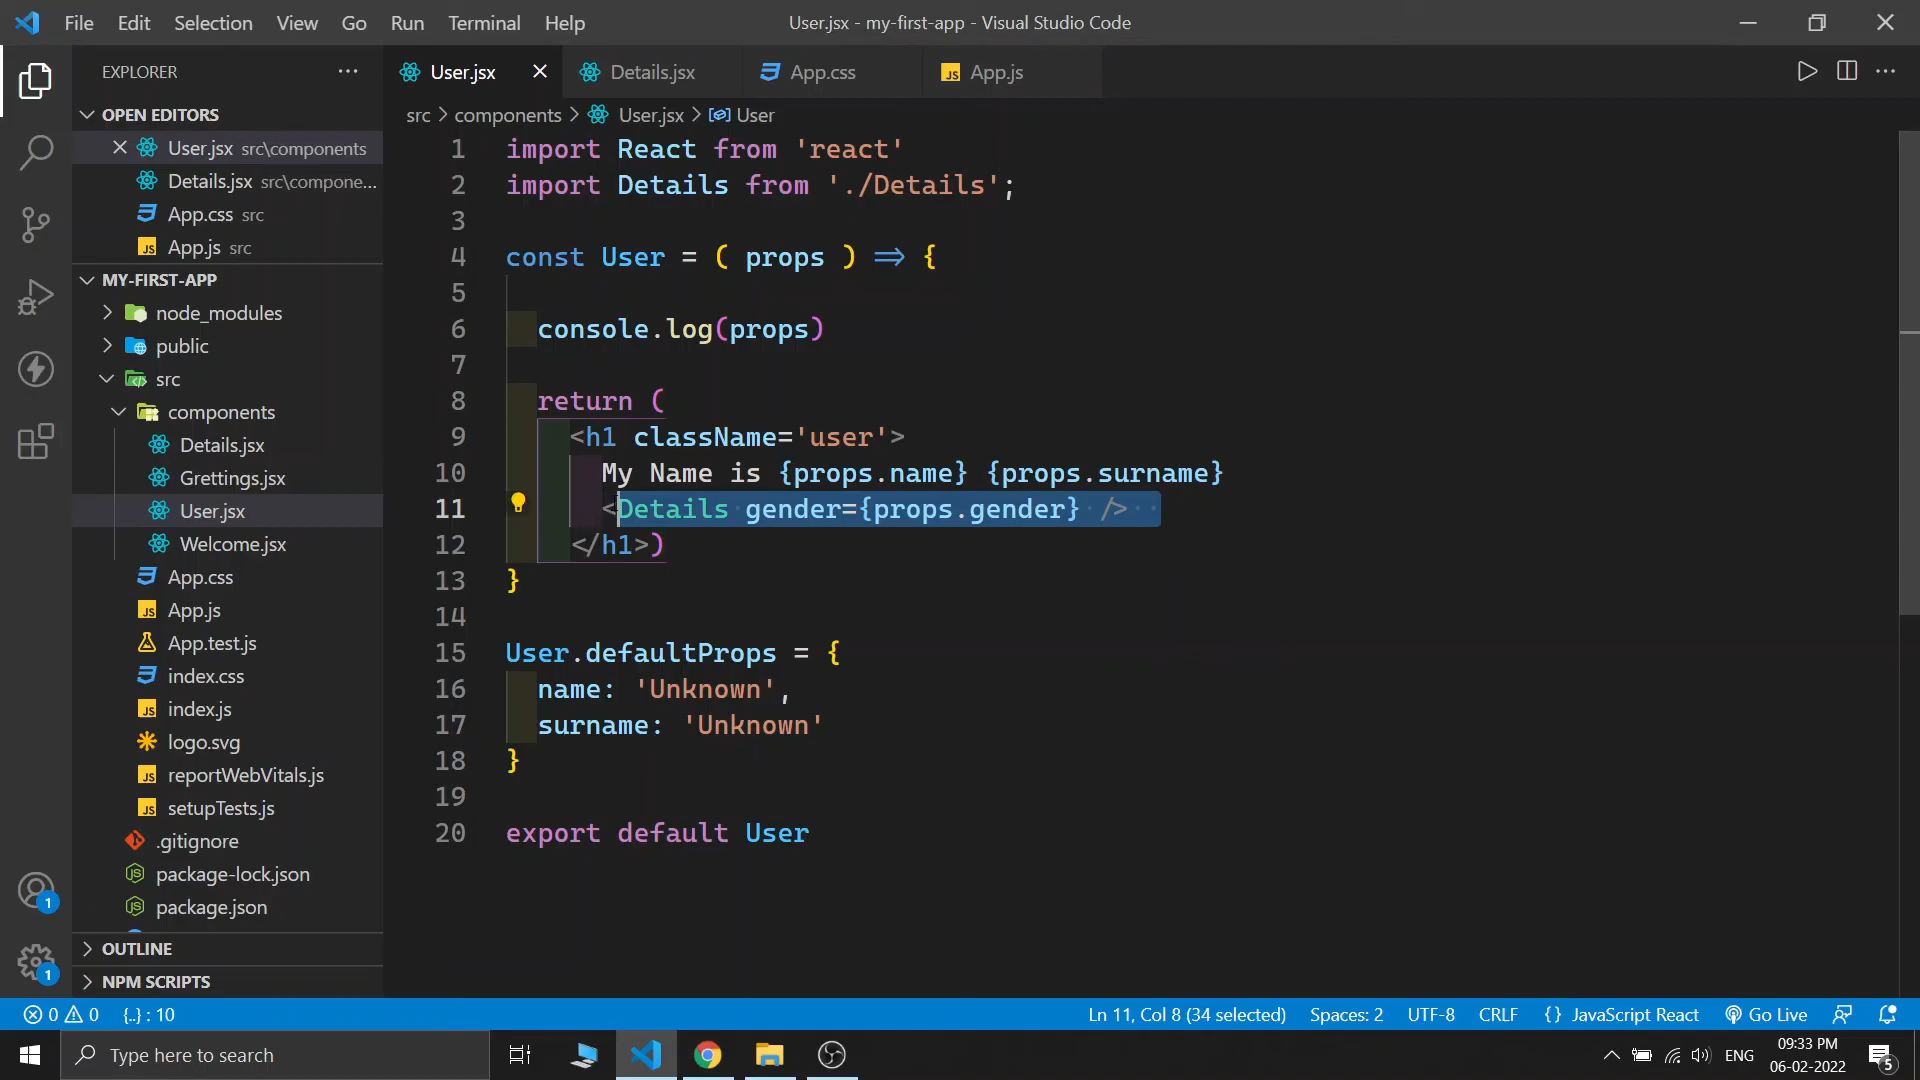 File Edit Selection View Go Run Terminal Help User.jsx - my-first-app - Visual Studio Code
EXPLORER
User.jsx Details.jsx App.css App.js
OPEN EDITORS
User.jsx src\components
Details.jsx src\compone...
App.css src
App.js src
MY-FIRST-APP
node_modules
public
src
components
Details.jsx
Grettings.jsx
User.jsx
Welcome.jsx
App.css
App.js
App.test.js
index.css
index.js
logo.svg
reportWebVitals.js
setupTests.js
.gitignore
package-lock.json
package.json
OUTLINE
NPM SCRIPTS
src > components > User.jsx > User
1 import React from 'react'
2 import Details from './Details';
3
4 const User = ( props ) => {
5
6 console.log(props)
7
8 return (
9 <h1 className='user'>
10 My Name is {props.name} {props.surname}
11 <Details gender={props.gender} />
12 </h1>)
13 }
14
15 User.defaultProps = {
16 name: 'Unknown',
17 surname: 'Unknown'
18 }
19
20 export default User
1
1
0 0 {..} : 10 Ln 11, Col 8 (34 selected) Spaces: 2 UTF-8 CRLF {} JavaScript React Go Live
Type here to search
ENG
09:33 PM
06-02-2022
5